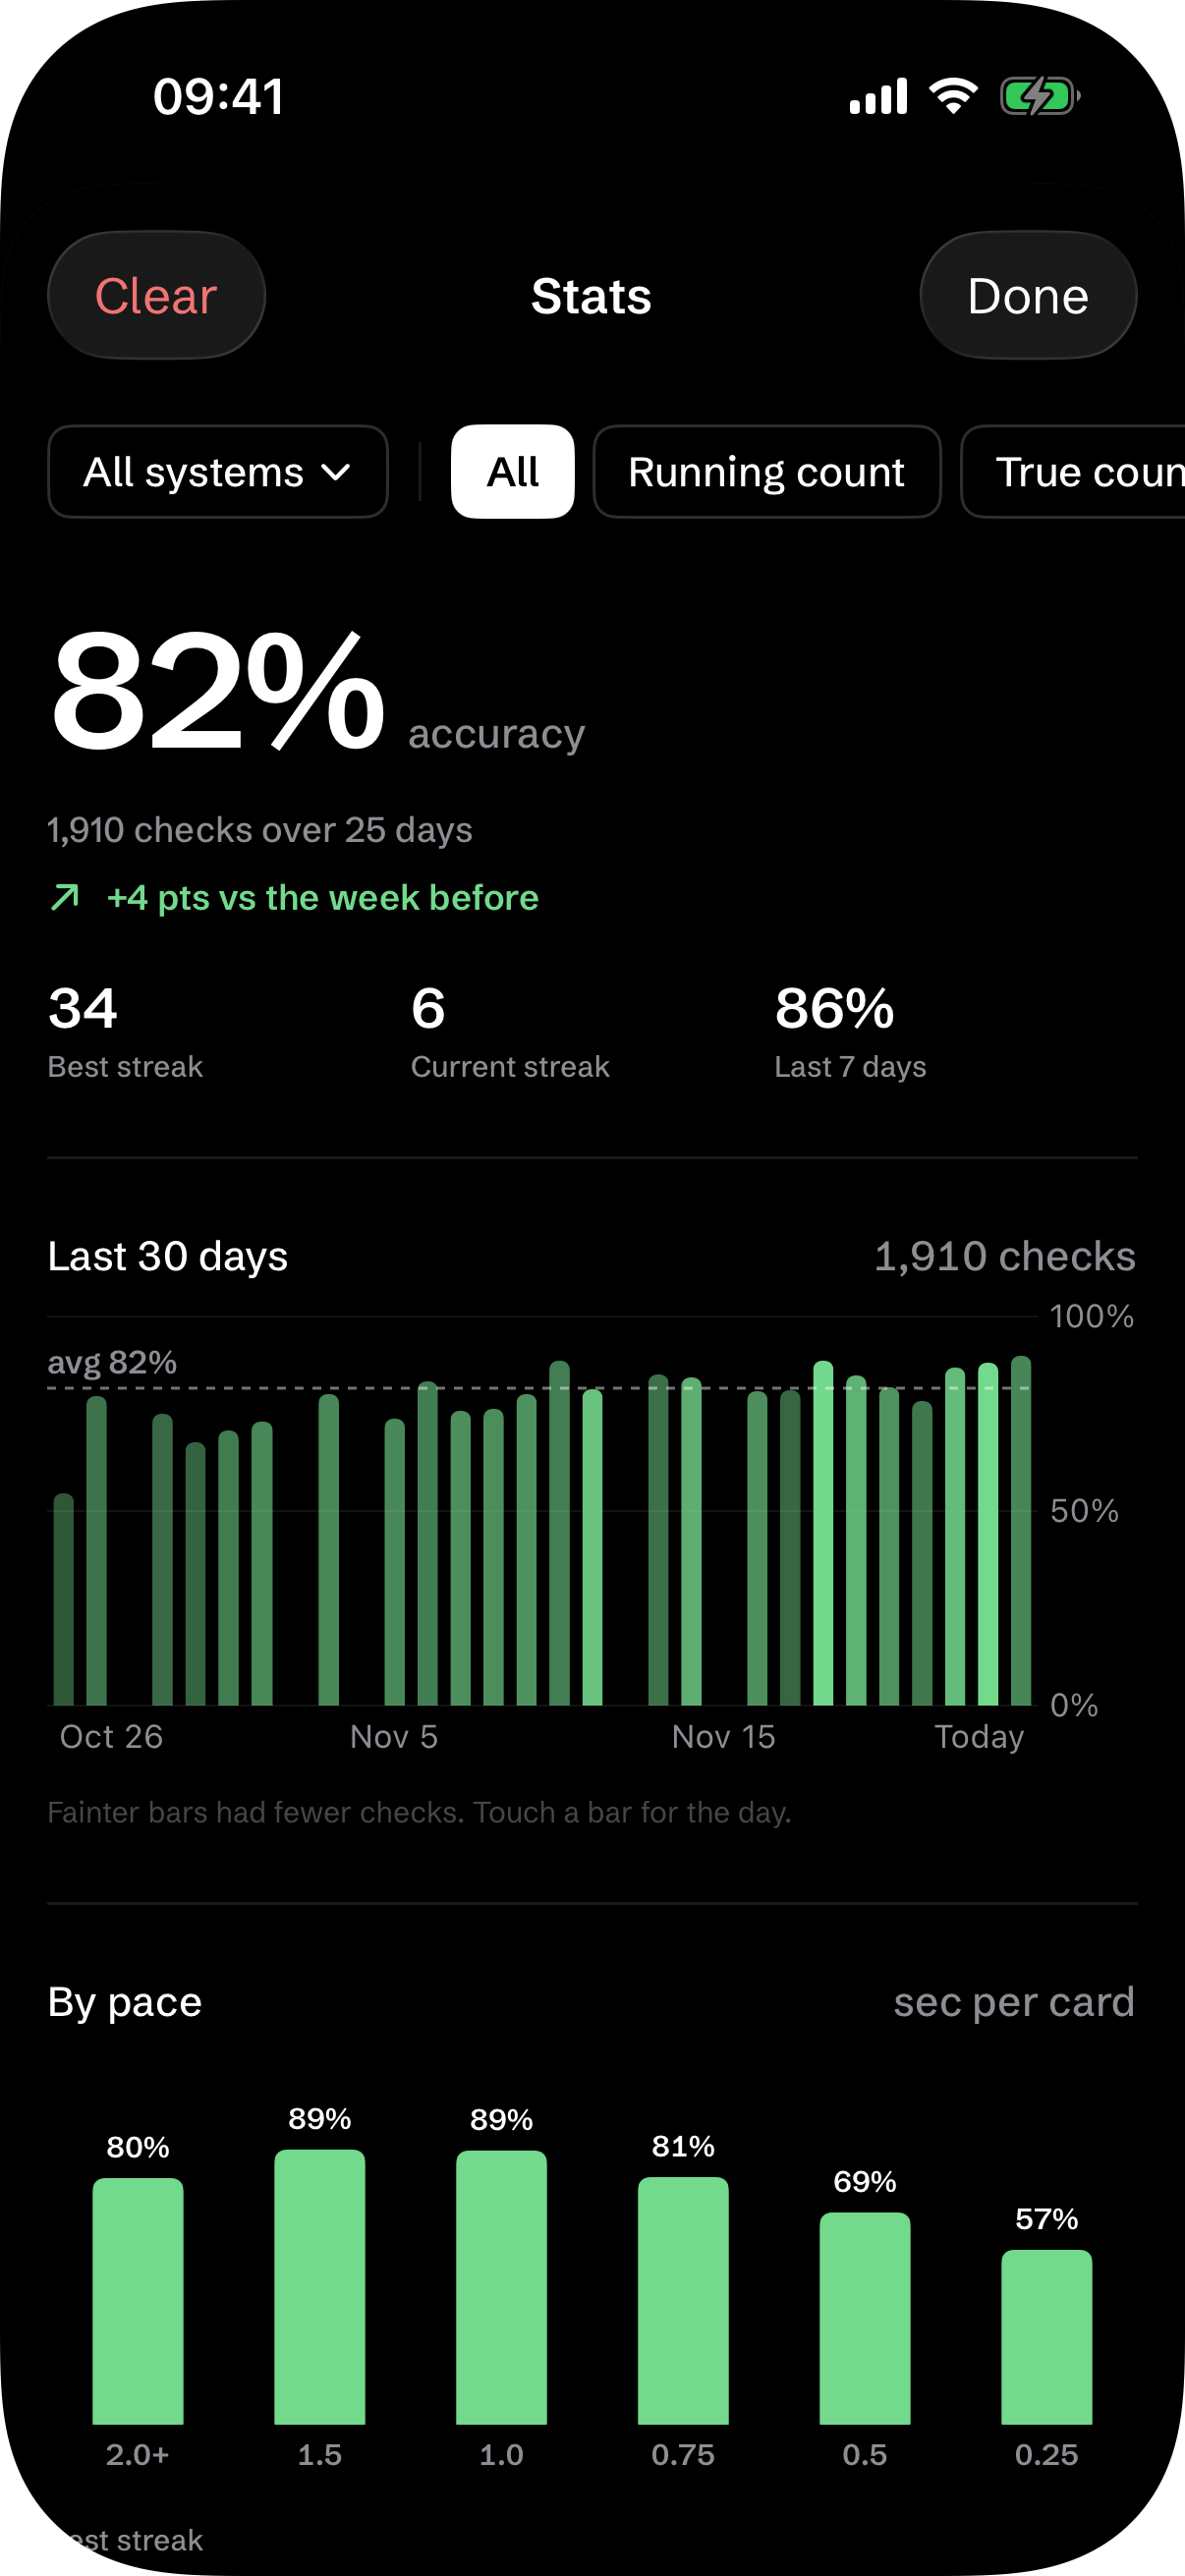 09:41
Clear Stats Done
All systems All Running count True coun
82% accuracy
1,910 checks over 25 days
+4 pts vs the week before
34 6 86%
Best streak Current streak Last 7 days
Last 30 days 1,910 checks
100%
avg 82%
50%
0%
Oct 26 Nov 5 Nov 15 Today
Fainter bars had fewer checks. Touch a bar for the day.
By pace sec per card
80% 89% 89% 81% 69% 57%
2.0+ 1.5 1.0 0.75 0.5 0.25
est streak